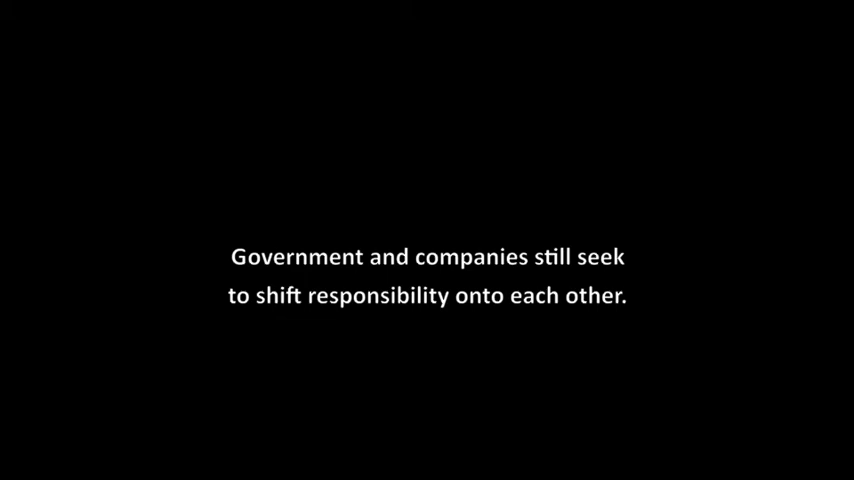 Government and companies still seek
to shift responsibility onto each other.